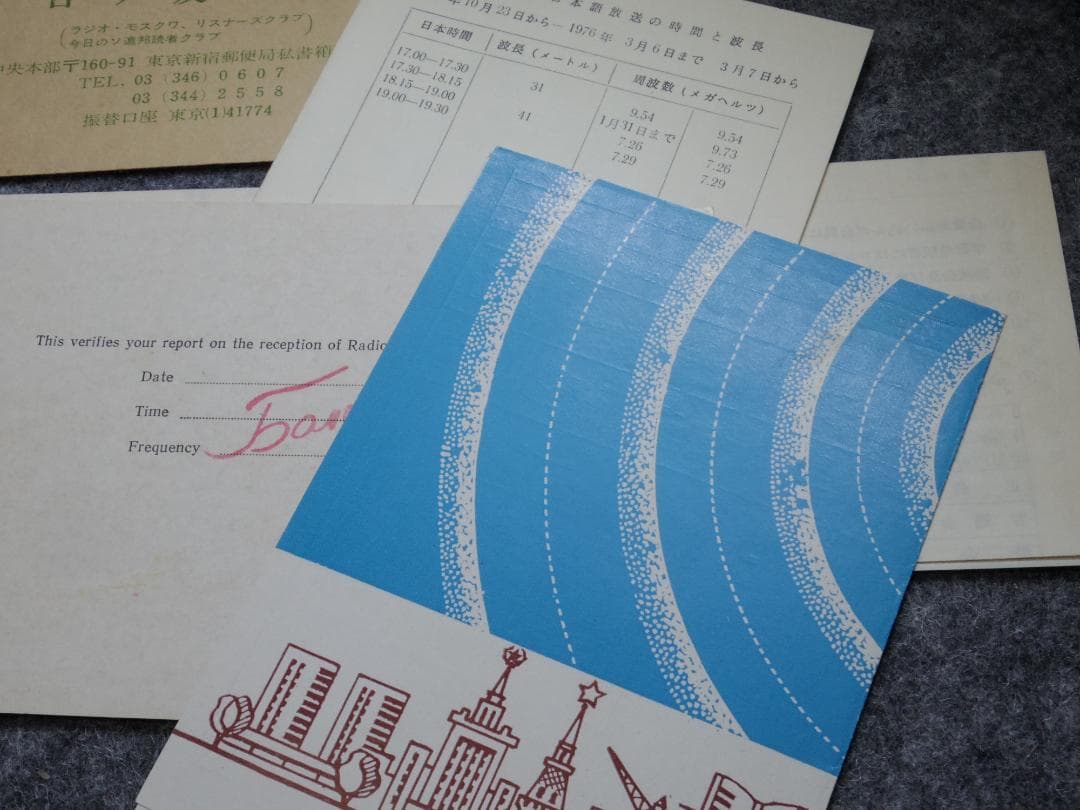 (ラジオ・モスクワ、リスナーズクラブ
今日のソ連邦読者クラブ)
中央本部〒160-91 東京新宿郵便局私書箱
TEL. 03 (346) 0607
03 (344) 2558
振替口座 東京(1)41774
本語放送の時間と波長
年10月23日から—1976年 3月6日まで 3月7日から
日本時間 波長(メートル) 周波数(メガヘルツ)
17.00—17.30 31 9.54 9.54
17.30—18.15 1月31日まで 9.73
18.15—19.00 41 7.26 7.26
19.00—19.30 7.29 7.29
This verifies your report on the reception of Radio
Date
Time
Frequency